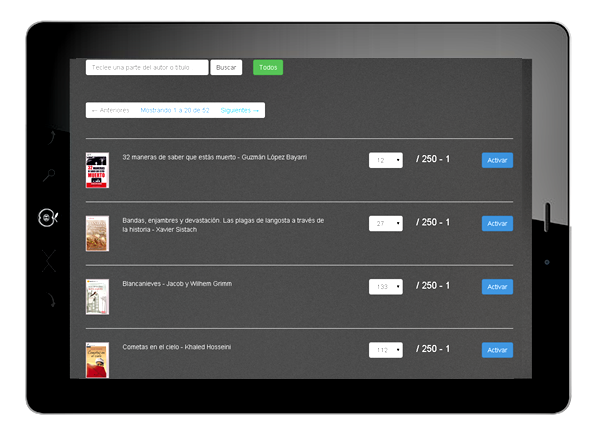 Teclee una parte del autor o título
Buscar
Todos
← Anteriores
Mostrando 1 a 20 de 52
Siguientes →
32 maneras de saber que estás muerto - Guzmán López Bayarri
12
/ 250 - 1
Activar
32
MANERAS
MUERTO
Bandas, enjambres y devastación. Las plagas de langosta a través de
la historia - Xavier Sistach
27
/ 250 - 1
Activar
Blancanieves - Jacob y Wilhem Grimm
133
/ 250 - 1
Activar
Cometas en el cielo - Khaled Hosseini
112
/ 250 - 1
Activar